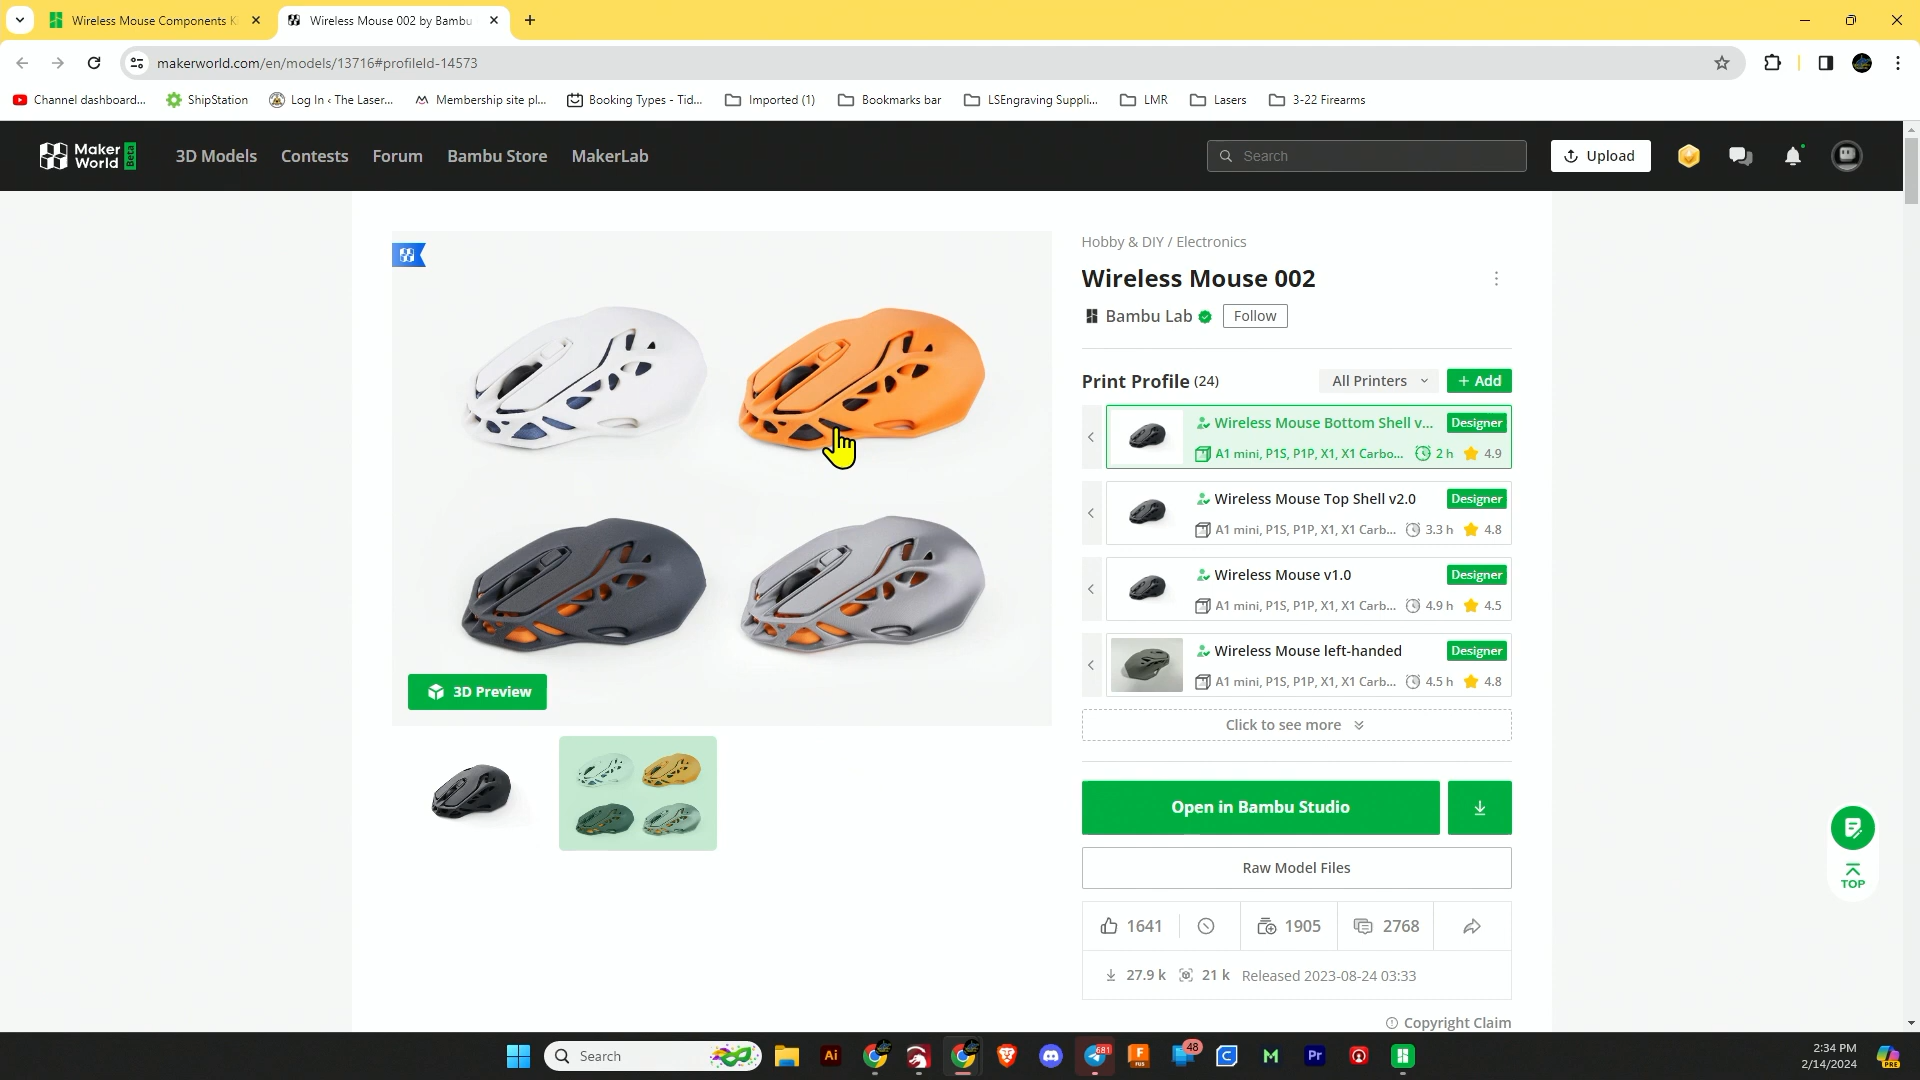 Wireless Mouse Components K
Wireless Mouse 002 by Bambu
makerworld.com/en/models/13716#profileId-14573
Channel dashboard...
ShipStation
Log In ‹ The Laser...
Membership site pl...
Booking Types - Tid...
Imported (1)
Bookmarks bar
LSEngraving Suppli...
LMR
Lasers
3-22 Firearms
Maker World Beta
3D Models
Contests
Forum
Bambu Store
MakerLab
Search
Upload
Hobby & DIY / Electronics
Wireless Mouse 002
Bambu Lab
Follow
Print Profile (24)
All Printers
+ Add
Wireless Mouse Bottom Shell v...
Designer
A1 mini, P1S, P1P, X1, X1 Carbo...
2 h
4.9
Wireless Mouse Top Shell v2.0
Designer
A1 mini, P1S, P1P, X1, X1 Carb...
3.3 h
4.8
Wireless Mouse v1.0
Designer
A1 mini, P1S, P1P, X1, X1 Carb...
4.9 h
4.5
Wireless Mouse left-handed
Designer
A1 mini, P1S, P1P, X1, X1 Carb...
4.5 h
4.8
Click to see more
3D Preview
Open in Bambu Studio
Raw Model Files
1641
1905
2768
27.9 k
21 k
Released 2023-08-24 03:33
Copyright Claim
TOP
Search
Ai
681
F
FUS
48
C
M
Pr
PRE
2:34 PM
2/14/2024